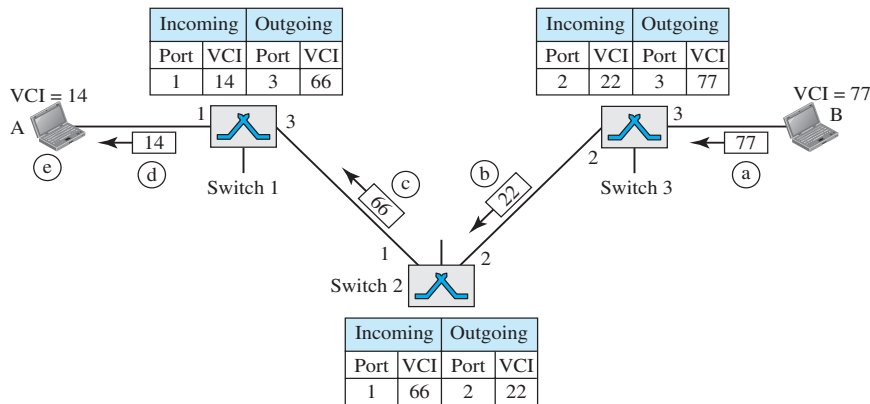 Incoming Outgoing
Port VCI Port VCI
1 14 3 66
Incoming Outgoing
Port VCI Port VCI
2 22 3 77
VCI = 14
A
1
3
14
e
d
Switch 1
VCI = 77
B
3
2
77
a
Switch 3
c
66
b
22
1
2
Switch 2
Incoming Outgoing
Port VCI Port VCI
1 66 2 22